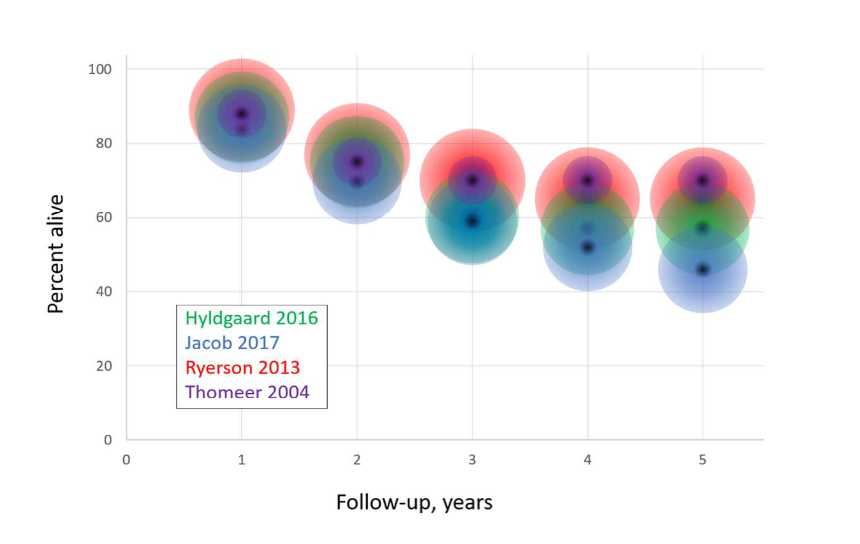 100
80
60
40
20
0
Percent alive
Hyldgaard 2016
Jacob 2017
Ryerson 2013
Thomeer 2004
0 1 2 3 4 5
Follow-up, years